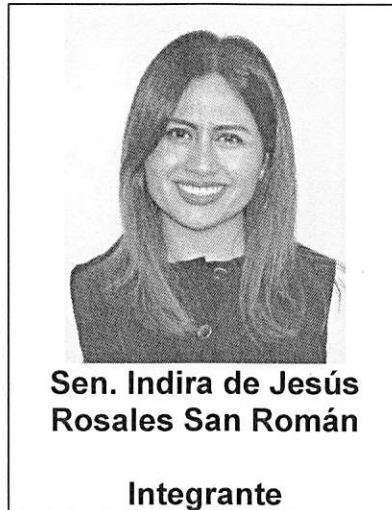 Sen. Indira de Jesús
Rosales San Román
Integrante